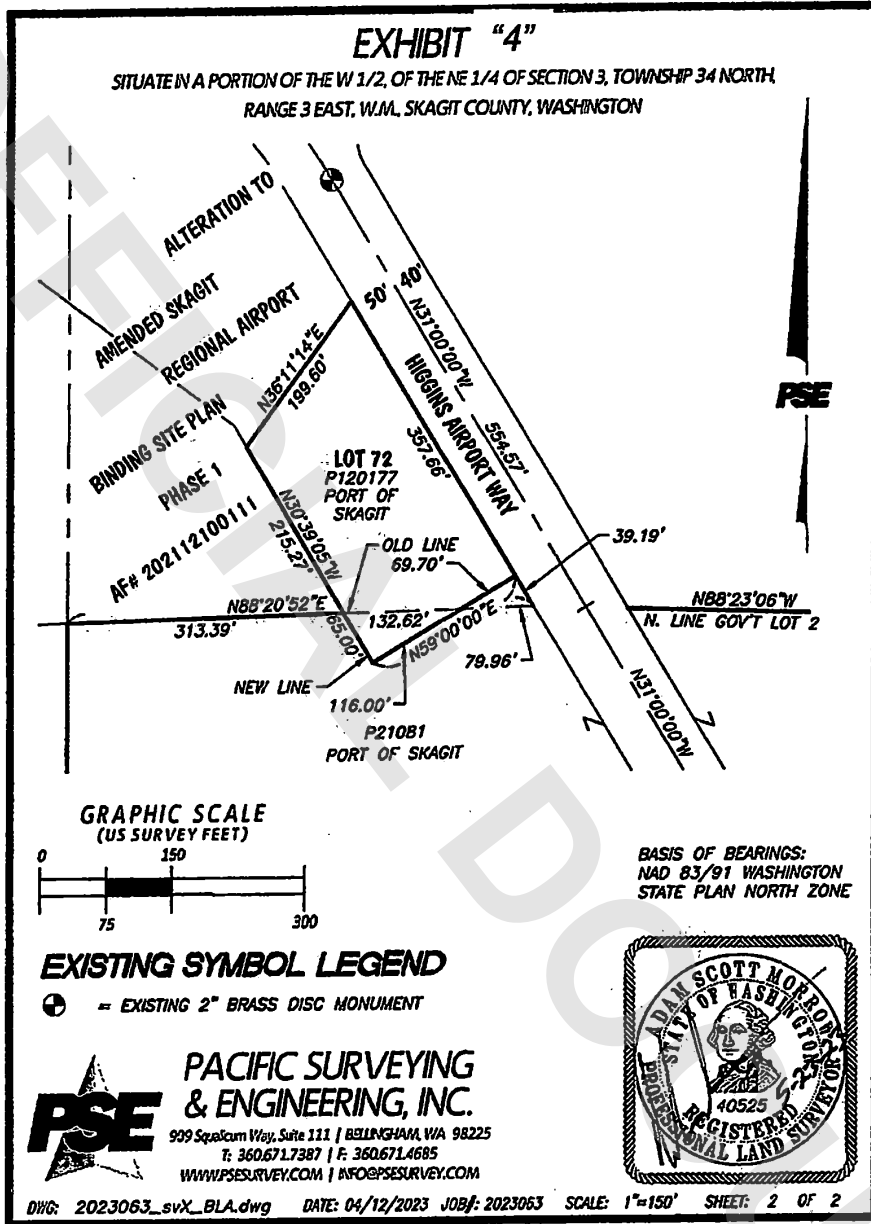 EXHIBIT "4"
SITUATE IN A PORTION OF THE W 1/2, OF THE NE 1/4 OF SECTION 3, TOWNSHIP 34 NORTH,
RANGE 3 EAST, W.M., SKAGIT COUNTY, WASHINGTON
ALTERATION TO
AMENDED SKAGIT
REGIONAL AIRPORT
BINDING SITE PLAN
PHASE 1
AF# 202112100111
50' 40'
N31°00'00"W
554.57'
HIGGINS AIRPORT WAY
357.66'
N36°11'14"E
199.60'
PSE
LOT 72
P120177
PORT OF
SKAGIT
N30°39'05"W
215.27'
OLD LINE
69.70'
39.19'
N88°20'52"E
313.39'
132.62'
65.00'
N59°00'00"E
79.96'
N88°23'06"W
N. LINE GOV'T LOT 2
NEW LINE
116.00'
P21081
PORT OF SKAGIT
N31°00'00"W
GRAPHIC SCALE
(US SURVEY FEET)
0 150
75 300
BASIS OF BEARINGS:
NAD 83/91 WASHINGTON
STATE PLAN NORTH ZONE
EXISTING SYMBOL LEGEND
= EXISTING 2" BRASS DISC MONUMENT
PSE
PACIFIC SURVEYING
& ENGINEERING, INC.
909 Squalicum Way, Suite 111 | BELLINGHAM, WA 98225
T: 360.671.7387 | F: 360.671.4685
WWW.PSESURVEY.COM | INFO@PSESURVEY.COM
ADAM SCOTT MORROW
STATE OF WASHINGTON
40525
REGISTERED
PROFESSIONAL LAND SURVEYOR
DWG: 2023063_svX_BLA.dwg DATE: 04/12/2023 JOB#: 2023063 SCALE: 1"=150' SHEET: 2 OF 2